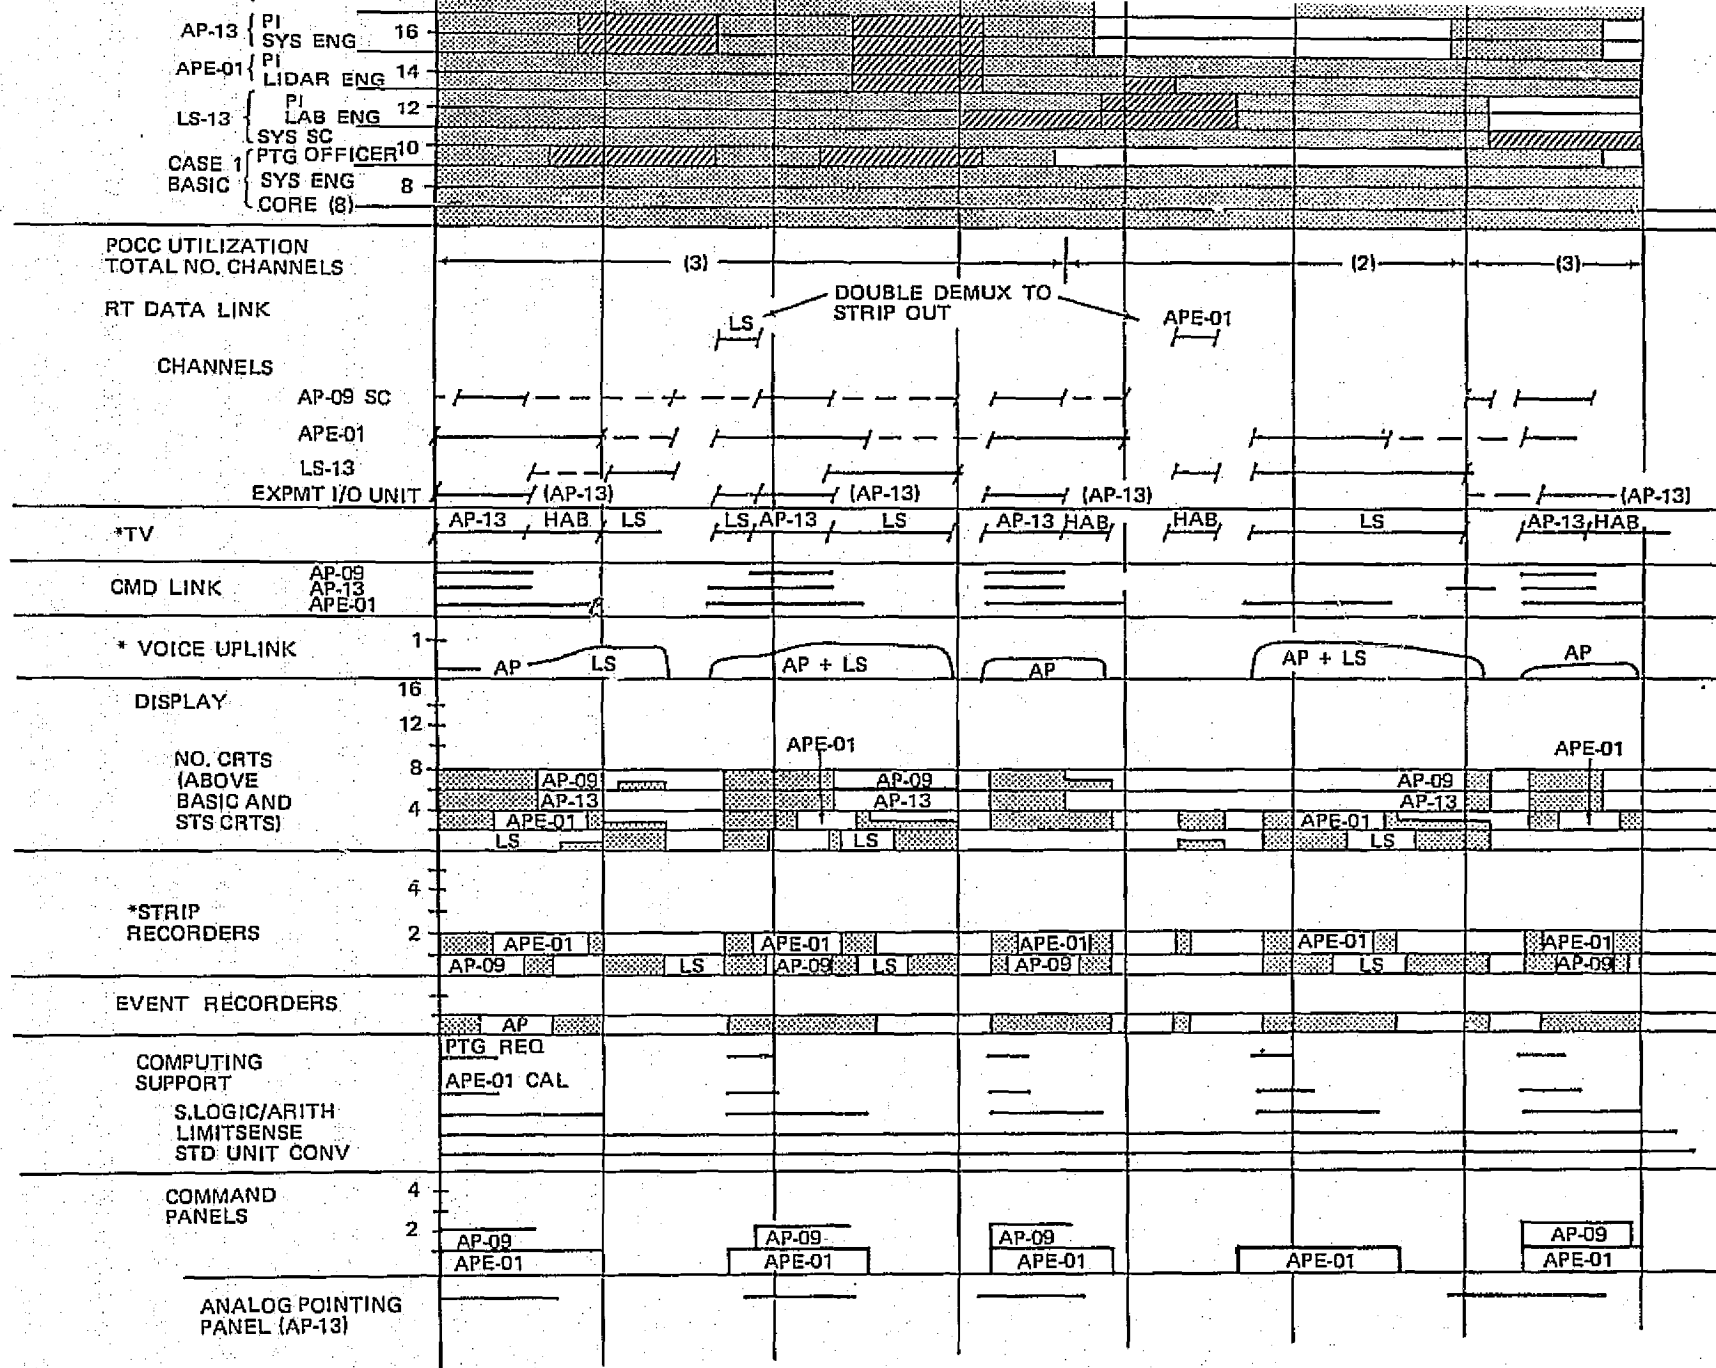 AP-13 { PI
SYS ENG 16
APE-01 { PI
LIDAR ENG 14
LS-13 { PI
LAB ENG 12
SYS SC
CASE 1 BASIC { PTG OFFICER 10
SYS ENG 8
CORE (8)
POCC UTILIZATION
TOTAL NO. CHANNELS (3) (2) (3)
RT DATA LINK
DOUBLE DEMUX TO
STRIP OUT
LS APE-01
CHANNELS
AP-09 SC
APE-01
LS-13
EXPMT I/O UNIT (AP-13) (AP-13) (AP-13) (AP-13)
*TV AP-13 HAB LS LS AP-13 LS AP-13 HAB HAB LS AP-13 HAB
CMD LINK
AP-09
AP-13
APE-01
* VOICE UPLINK 1 AP LS AP + LS AP AP + LS AP
DISPLAY 16
12
NO. CRTS
(ABOVE
BASIC AND
STS CRTS)
8
4
APE-01 APE-01
AP-09 AP-09 AP-09
AP-13 AP-13 AP-13
APE-01 APE-01
LS LS LS
*STRIP
RECORDERS
4
2
APE-01 APE-01 APE-01 APE-01 APE-01
AP-09 LS AP-09 LS AP-09 LS AP-09
EVENT RECORDERS
AP
COMPUTING
SUPPORT
PTG REQ
APE-01 CAL
S.LOGIC/ARITH
LIMITSENSE
STD UNIT CONV
COMMAND
PANELS
4
2
AP-09 AP-09 AP-09 AP-09
APE-01 APE-01 APE-01 APE-01 APE-01
ANALOG POINTING
PANEL (AP-13)